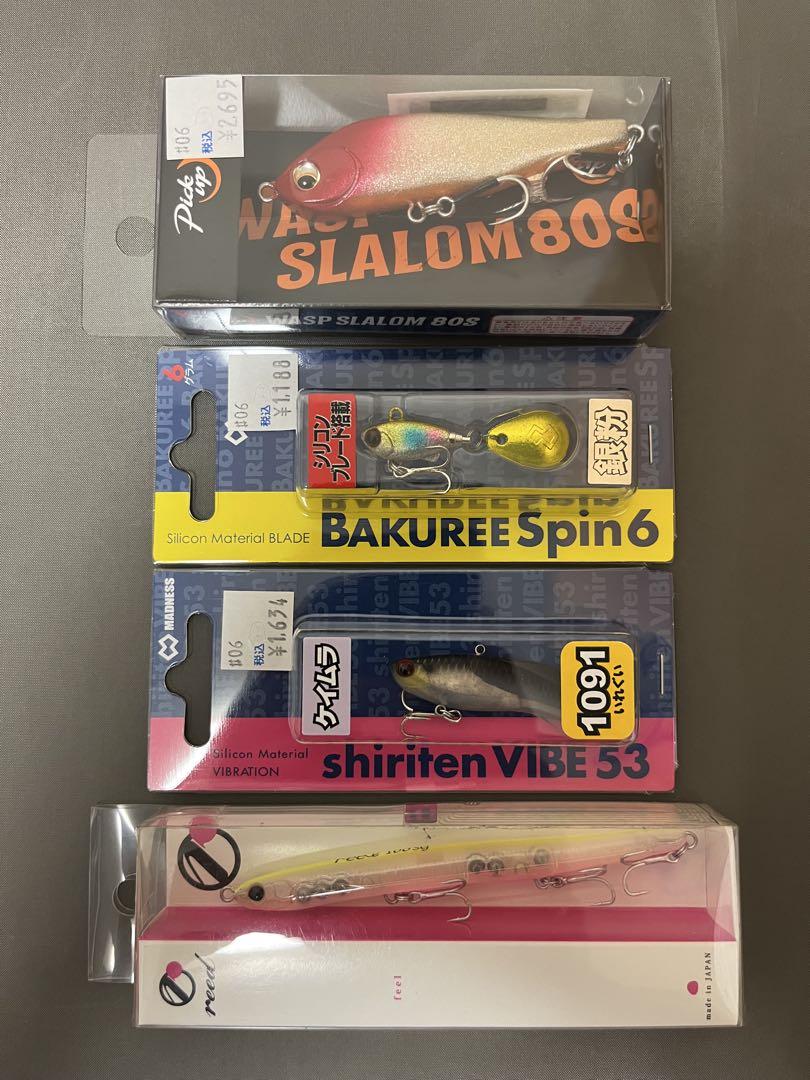 #06
税込 ¥2,695
Pick up
WASP
SLALOM 80S
WASP SLALOM 80S
6
グラム
#06
税込 ¥1,188
シリコン
ブレード搭載
銀粉
Silicon Material BLADE
BAKUREE Spin6
MADNESS
#06
税込 ¥1,634
ケイムラ
1091
いれぐい
Silicon Material
VIBRATION
shiriten VIBE 53
reed
feel
made in JAPAN